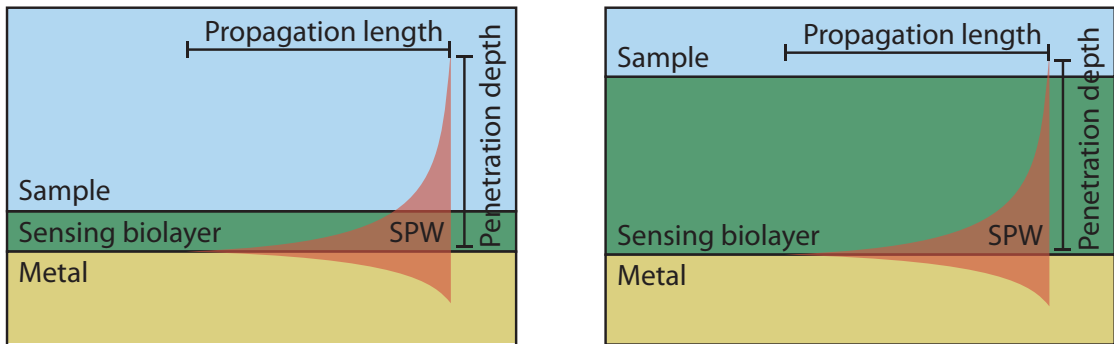 Propagation length
Penetration depth
Sample
Sensing biolayer
SPW
Metal
Propagation length
Sample
Penetration depth
Sensing biolayer
SPW
Metal